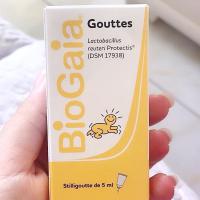 BioGaia®
Gouttes
Lactobacillus
reuteri Protectis®
(DSM 17938)
Stilligoutte de 5 ml